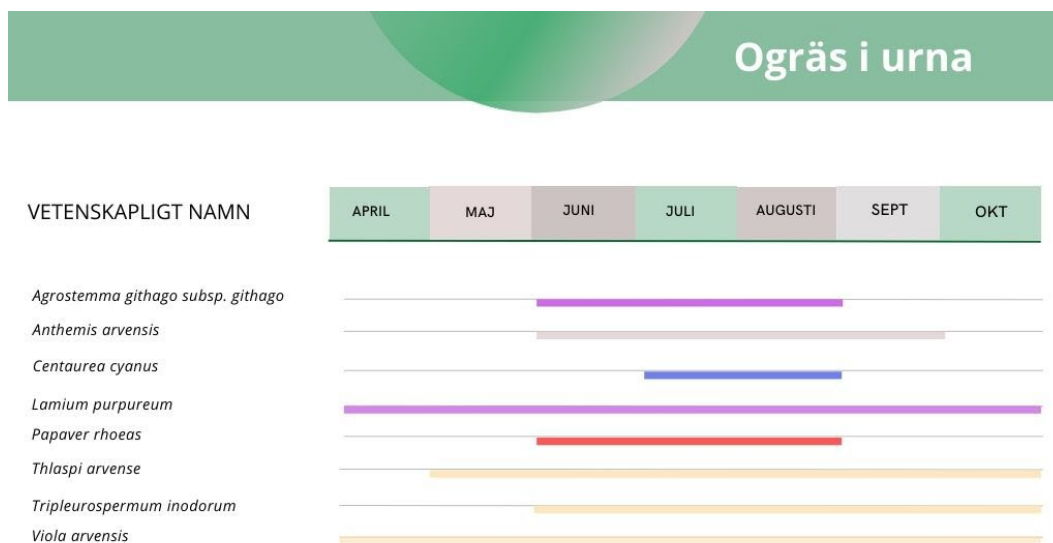 Ogräs i urna
VETENSKAPLIGT NAMN APRIL MAJ JUNI JULI AUGUSTI SEPT OKT
Agrostemma githago subsp. githago
Anthemis arvensis
Centaurea cyanus
Lamium purpureum
Papaver rhoeas
Thlaspi arvense
Tripleurospermum inodorum
Viola arvensis